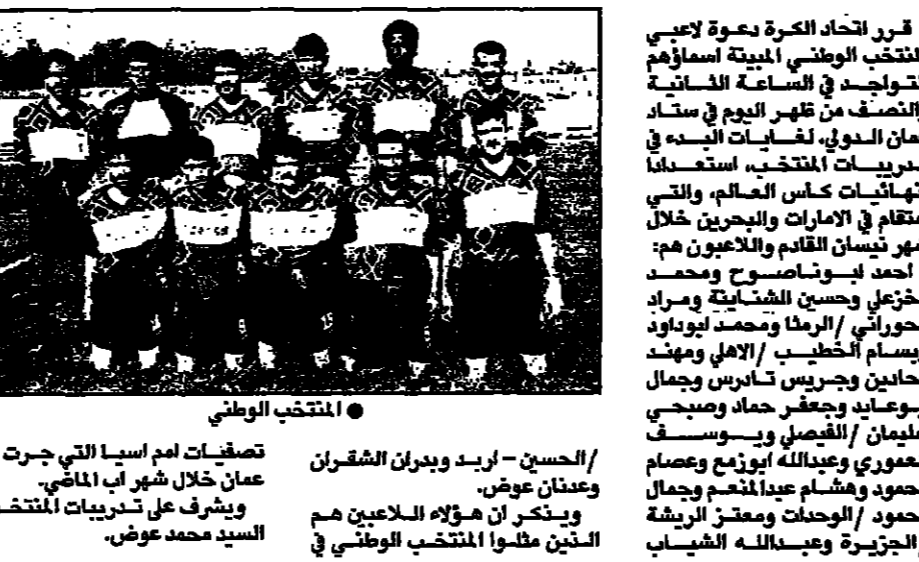 قرر اتحاد الكرة دعوة لاعبي
المنتخب الوطني المبينة اسماؤهم
للتواجد في الساعة الثانية
والنصف من ظهر اليوم في ستاد
عمان الدولي، لغايات البدء في
تدريبات المنتخب، استعدادا
لنهائيات كأس العالم، والتي
ستقام في الامارات والبحرين خلال
شهر نيسان القادم واللاعبون هم:
احمد ابوناصوح ومحمد
خزعلي وحسين الشناينة ومراد
حوراني /الرمثا ومحمد ابوداود
وبسام الخطيب /الاهلي ومهند
محادين وجريس تادرس وجمال
ابوعابد وجعفر حماد وصبحي
سليمان /الفيصلي ويوسف
العموري وعبدالله ابوزمع وعصام
محمود وهشام عبدالمنعم وجمال
محمود /الوحدات ومعتز الريشة
/الجزيرة وعبدالله الشياب
/الحسين – اربد وبدران الشقران
وعدنان عوض.
ويذكر ان هؤلاء اللاعبين هم
الذين مثلوا المنتخب الوطني في
تصفيات امم اسيا التي جرت
عمان خلال شهر اب الماضي.
ويشرف على تدريبات المنتخب
السيد محمد عوض.
● المنتخب الوطني